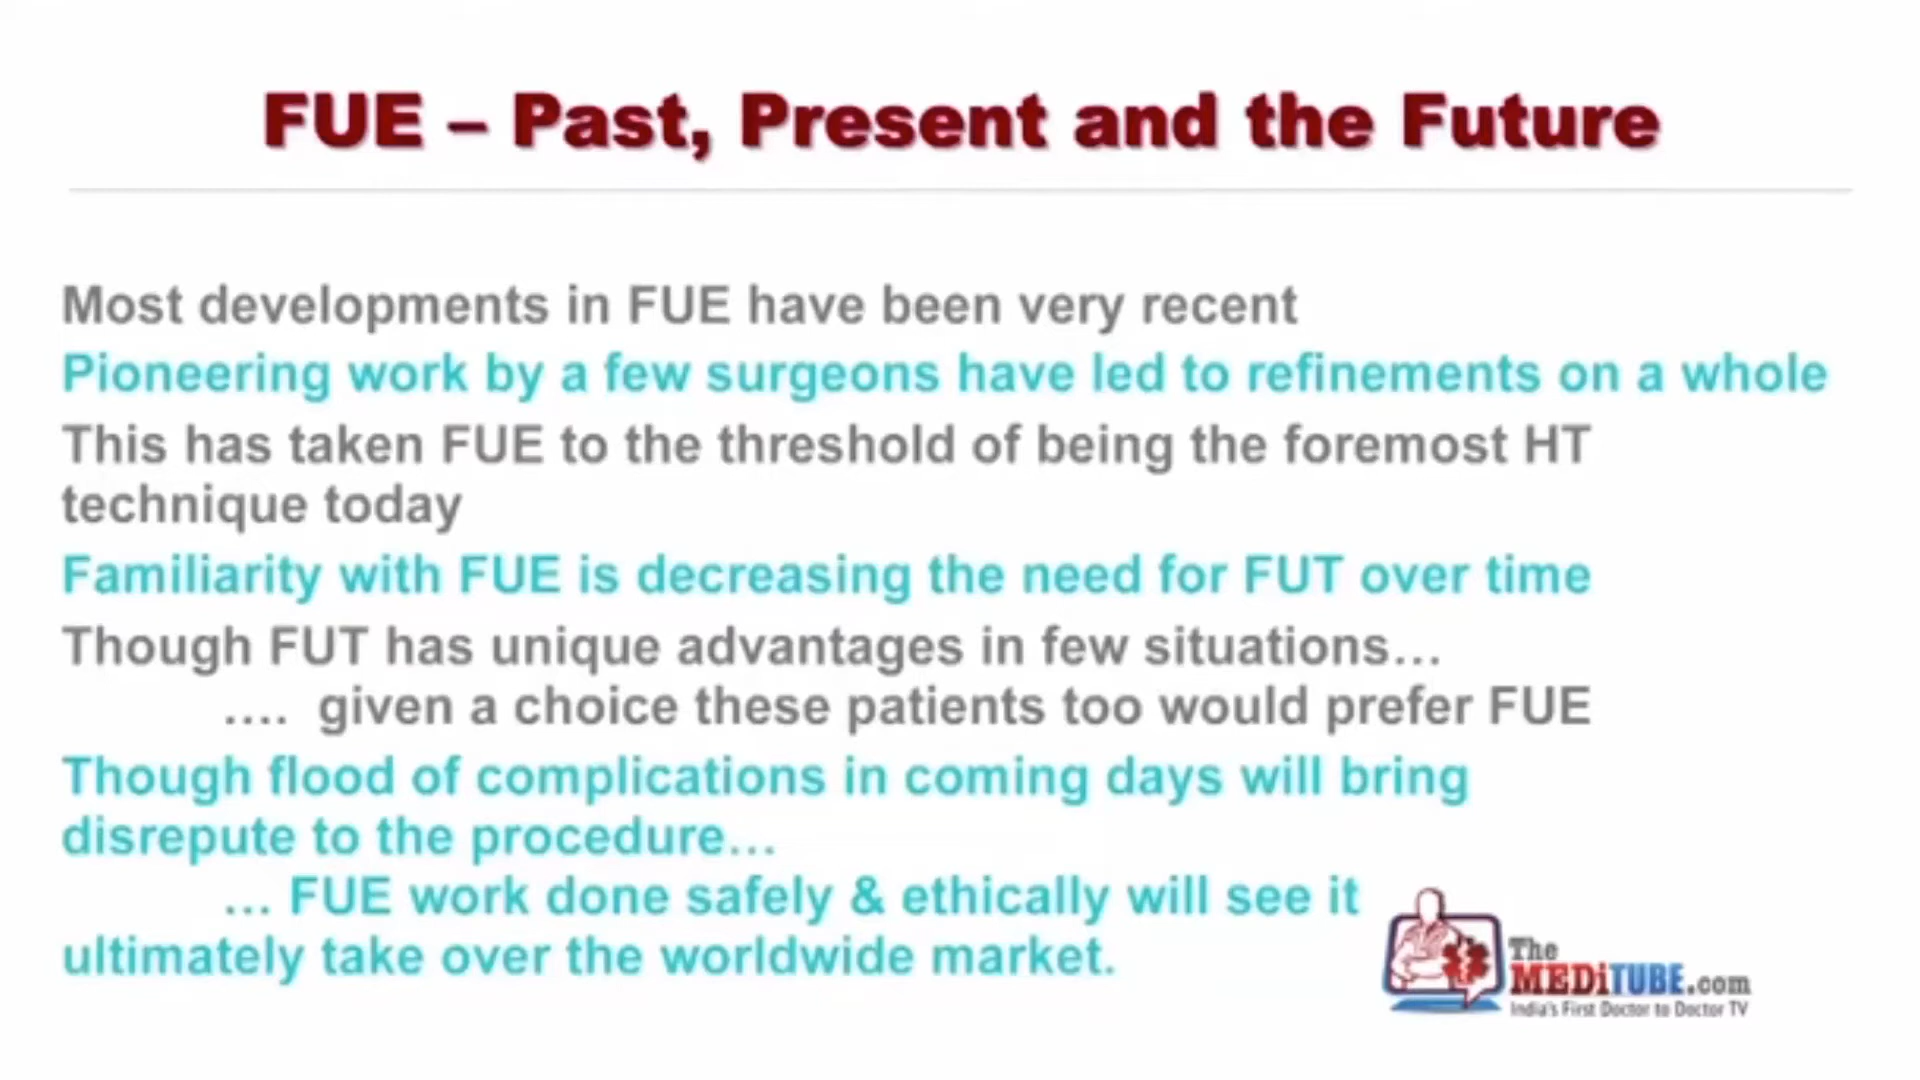 FUE – Past, Present and the Future
Most developments in FUE have been very recent
Pioneering work by a few surgeons have led to refinements on a whole
This has taken FUE to the threshold of being the foremost HT
technique today
Familiarity with FUE is decreasing the need for FUT over time
Though FUT has unique advantages in few situations…
…. given a choice these patients too would prefer FUE
Though flood of complications in coming days will bring
disrepute to the procedure…
… FUE work done safely & ethically will see it
ultimately take over the worldwide market.
The
MEDiTUBE.com
India's First Doctor to Doctor TV